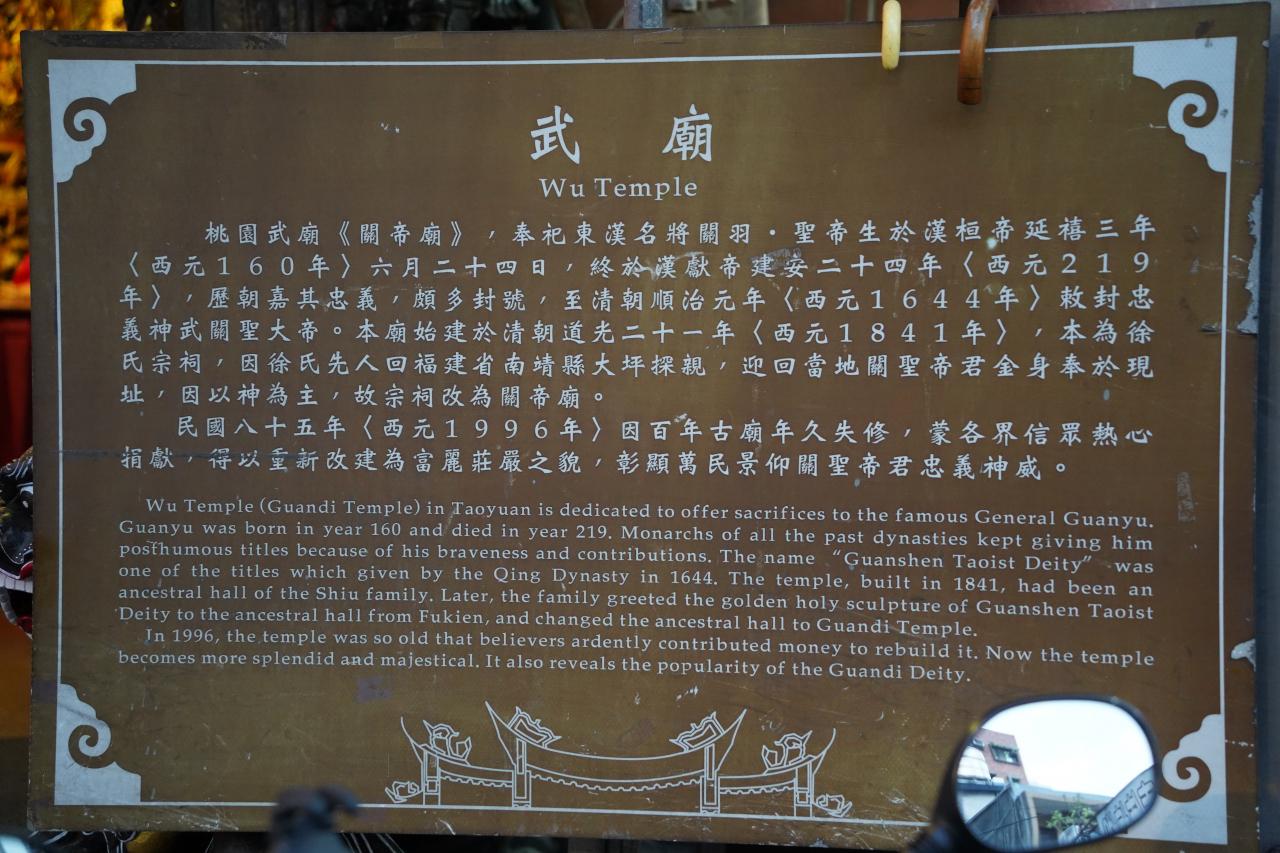 武廟
Wu Temple
桃園武廟《關帝廟》，奉祀東漢名將關羽．聖帝生於漢桓帝延禧三年
〈西元160年〉六月二十四日，終於漢獻帝建安二十四年〈西元219
年〉，歷朝嘉其忠義，頗多封號，至清朝順治元年〈西元1644年〉敕封忠
義神武關聖大帝。本廟始建於清朝道光二十一年〈西元1841年〉，本為徐
氏宗祠，因徐氏先人回福建省南靖縣大坪探親，迎回當地關聖帝君金身奉於現
址，因以神為主，故宗祠改為關帝廟。
民國八十五年〈西元1996年〉因百年古廟年久失修，蒙各界信眾熱心
捐獻，得以重新改建為富麗莊嚴之貌，彰顯萬民景仰關聖帝君忠義神威。
Wu Temple (Guandi Temple) in Taoyuan is dedicated to offer sacrifices to the famous General Guanyu.
Guanyu was born in year 160 and died in year 219. Monarchs of all the past dynasties kept giving him
posthumous titles because of his braveness and contributions. The name “Guanshen Taoist Deity” was
one of the titles which given by the Qing Dynasty in 1644. The temple, built in 1841, had been an
ancestral hall of the Shiu family. Later, the family greeted the golden holy sculpture of Guanshen Taoist
Deity to the ancestral hall from Fukien, and changed the ancestral hall to Guandi Temple.
In 1996, the temple was so old that believers ardently contributed money to rebuild it. Now the temple
becomes more splendid and majestical. It also reveals the popularity of the Guandi Deity.